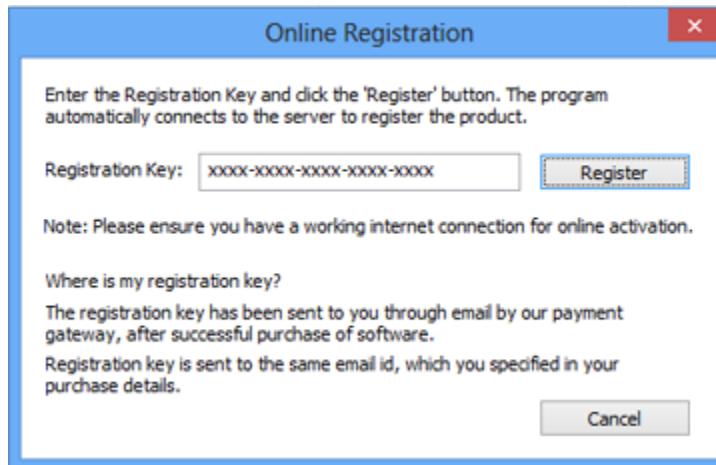 Online Registration
Enter the Registration Key and click the 'Register' button. The program
automatically connects to the server to register the product.
Registration Key: xxxx-xxxx-xxxx-xxxx-xxxx Register
Note: Please ensure you have a working internet connection for online activation.
Where is my registration key?
The registration key has been sent to you through email by our payment
gateway, after successful purchase of software.
Registration key is sent to the same email id, which you specified in your
purchase details.
Cancel